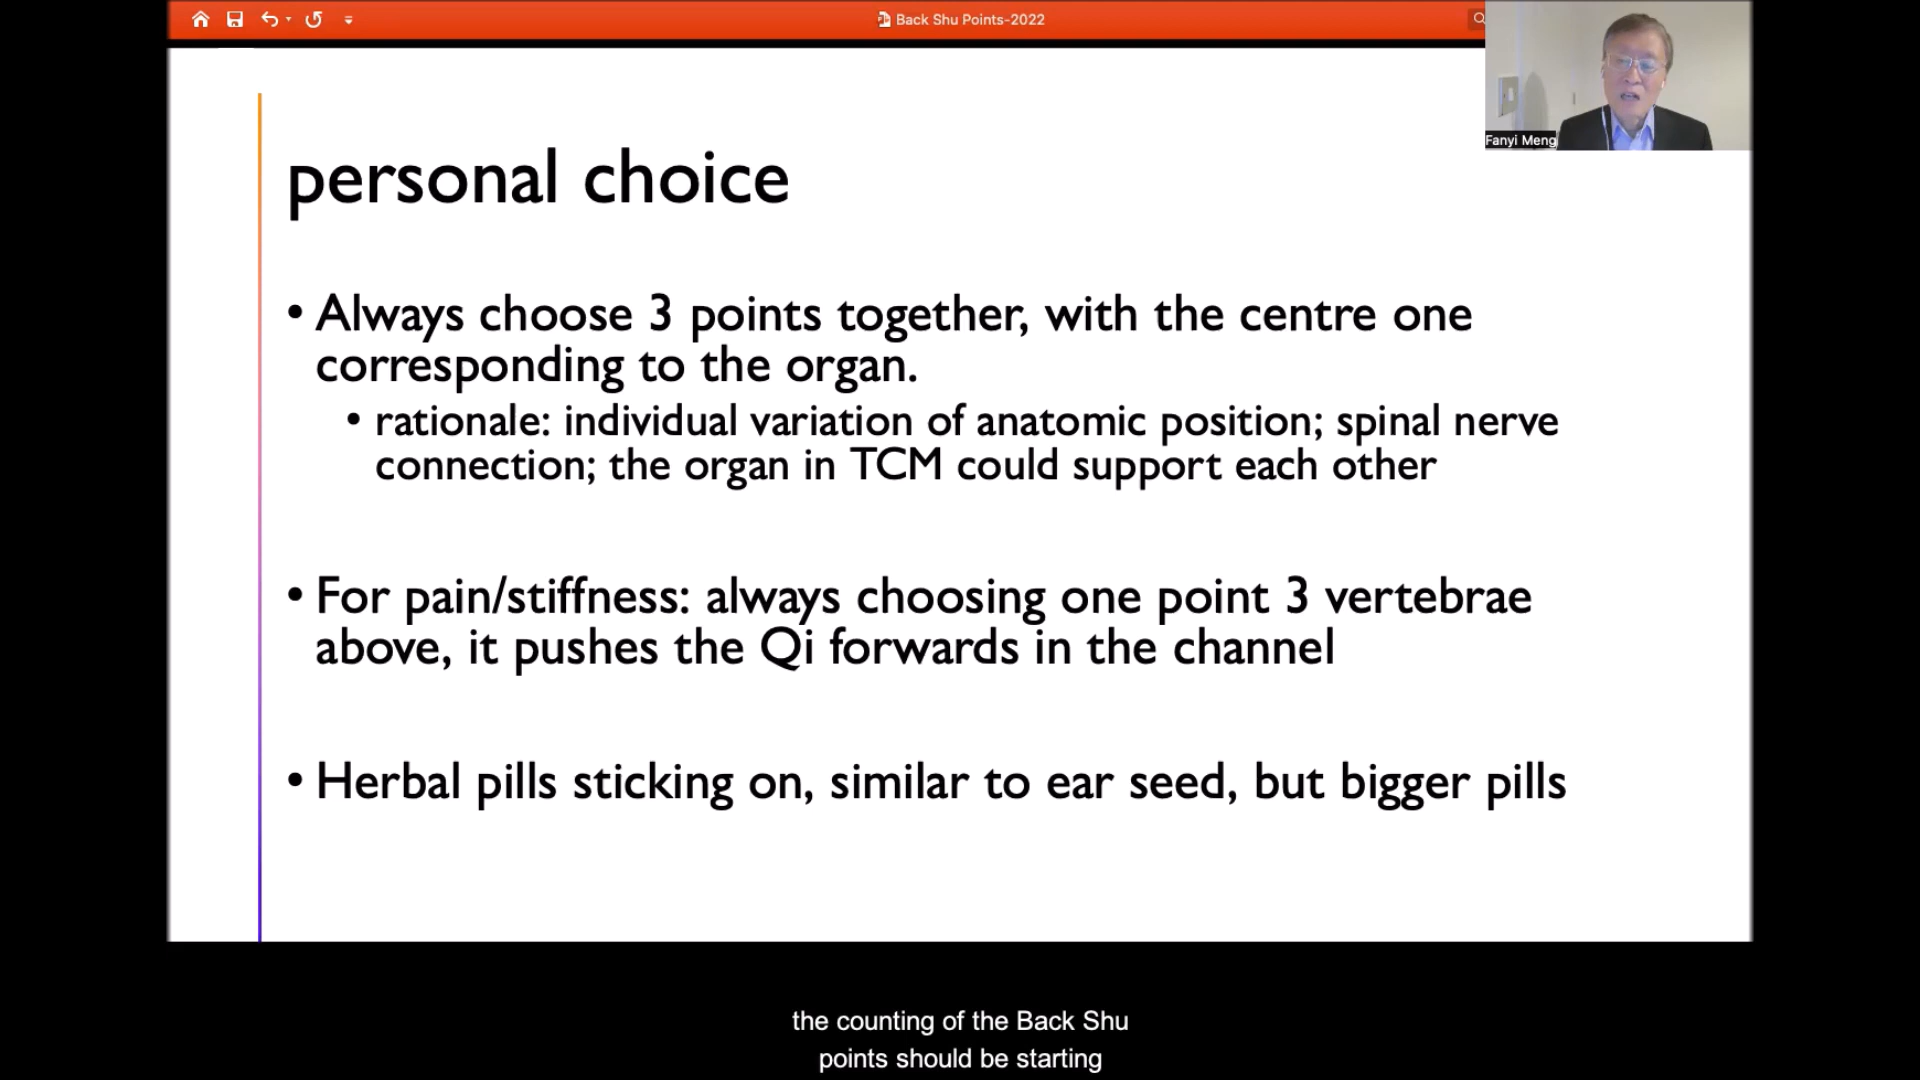 Back Shu Points-2022
Fanyi Meng
personal choice
• Always choose 3 points together, with the centre one
corresponding to the organ.
• rationale: individual variation of anatomic position; spinal nerve
connection; the organ in TCM could support each other
• For pain/stiffness: always choosing one point 3 vertebrae
above, it pushes the Qi forwards in the channel
• Herbal pills sticking on, similar to ear seed, but bigger pills
the counting of the Back Shu
points should be starting